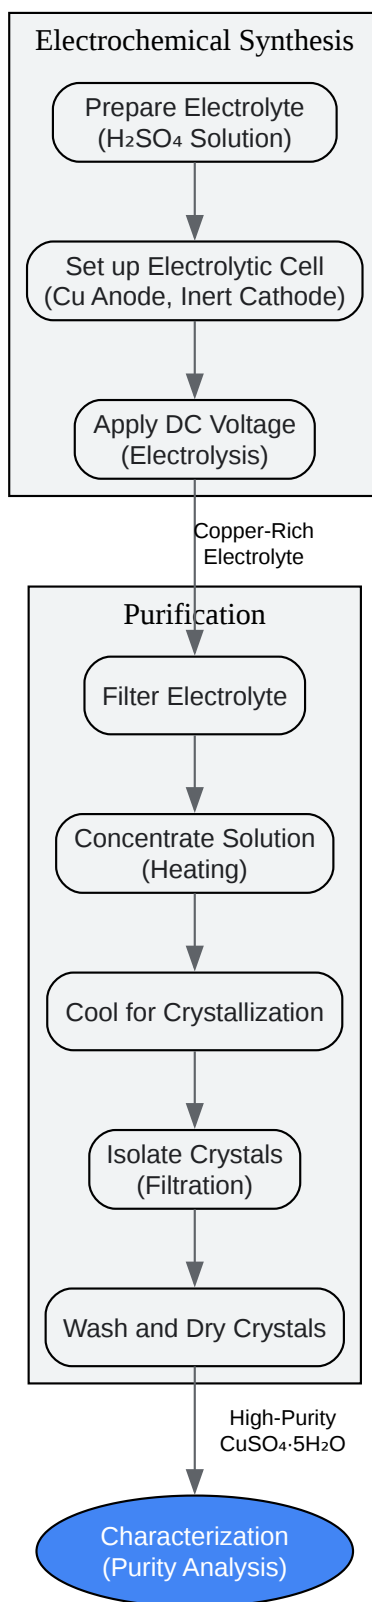 Electrochemical Synthesis
Prepare Electrolyte
(H₂SO₄ Solution)
Set up Electrolytic Cell
(Cu Anode, Inert Cathode)
Apply DC Voltage
(Electrolysis)
Copper-Rich
Electrolyte
Purification
Filter Electrolyte
Concentrate Solution
(Heating)
Cool for Crystallization
Isolate Crystals
(Filtration)
Wash and Dry Crystals
High-Purity
CuSO₄·5H₂O
Characterization
(Purity Analysis)